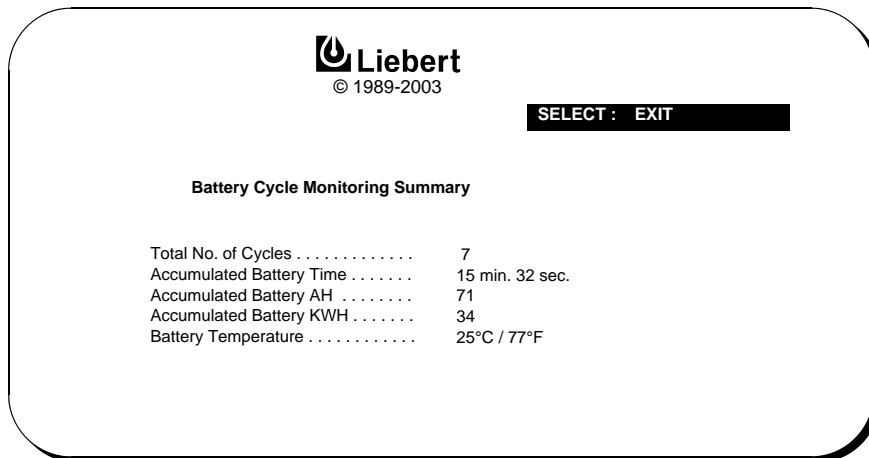 Liebert
© 1989-2003
SELECT : EXIT
Battery Cycle Monitoring Summary
Total No. of Cycles . . . . . . . . . . . . . 7
Accumulated Battery Time . . . . . . . 15 min. 32 sec.
Accumulated Battery AH . . . . . . . . 71
Accumulated Battery KWH . . . . . . . 34
Battery Temperature . . . . . . . . . . . . 25°C / 77°F